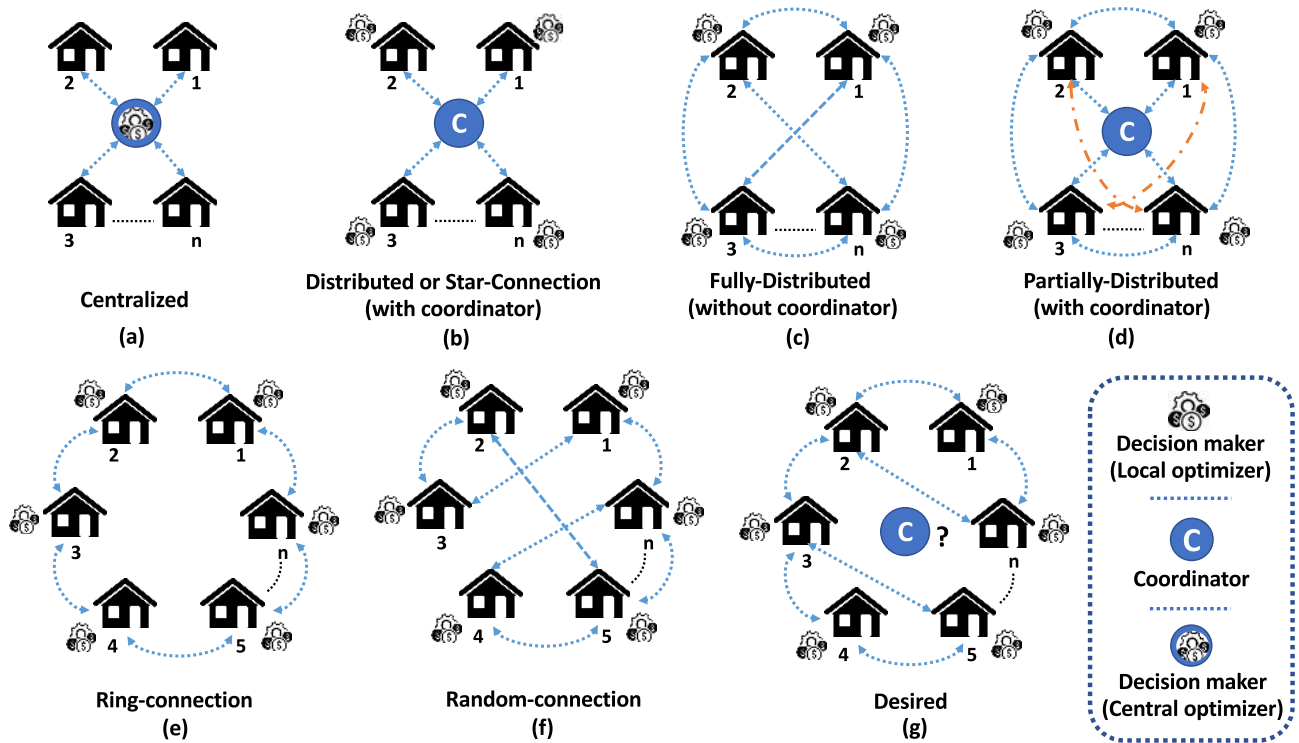 2
1
3
n
Centralized
(a)
2
1
C
3
n
Distributed or Star-Connection
(with coordinator)
(b)
2
1
3
n
Fully-Distributed
(without coordinator)
(c)
2
1
C
3
n
Partially-Distributed
(with coordinator)
(d)
2
1
3
n
4
5
Ring-connection
(e)
2
1
3
n
4
5
Random-connection
(f)
2
1
C ?
3
n
4
5
Desired
(g)
$
Decision maker
(Local optimizer)
C
Coordinator
$
Decision maker
(Central optimizer)